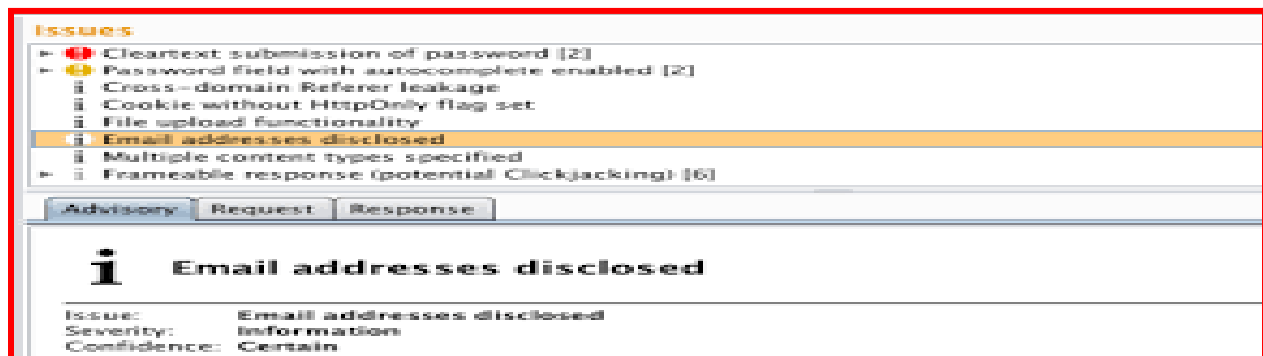 Issues
Cleartext submission of password [2]
Password field with autocomplete enabled [2]
Cross-domain Referer leakage
Cookie without HttpOnly flag set
File upload functionality
Email addresses disclosed
Multiple content types specified
Frameable response (potential Clickjacking) [6]
Advisory Request Response
Email addresses disclosed
Issue: Email addresses disclosed
Severity: Information
Confidence: Certain